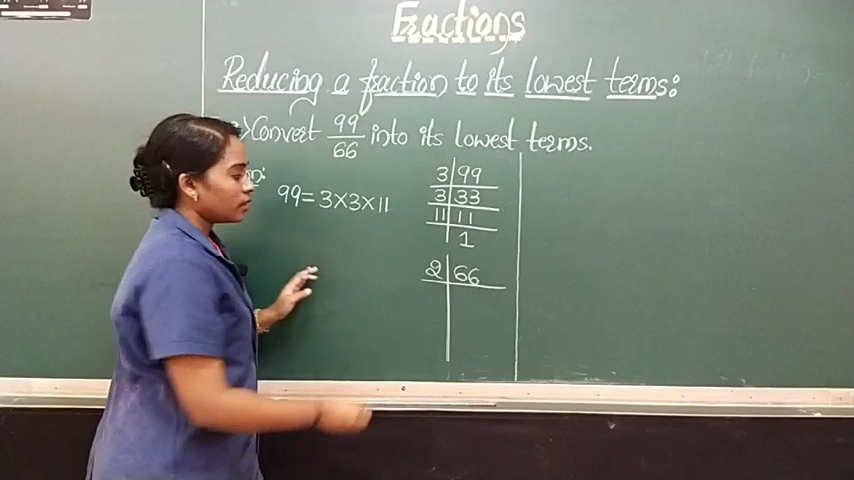 Fractions
Reducing a fraction to its lowest terms:
Convert 99/66 into its lowest terms.
99=3×3×11
3 | 99
3 | 33
11 | 11
1
2 | 66